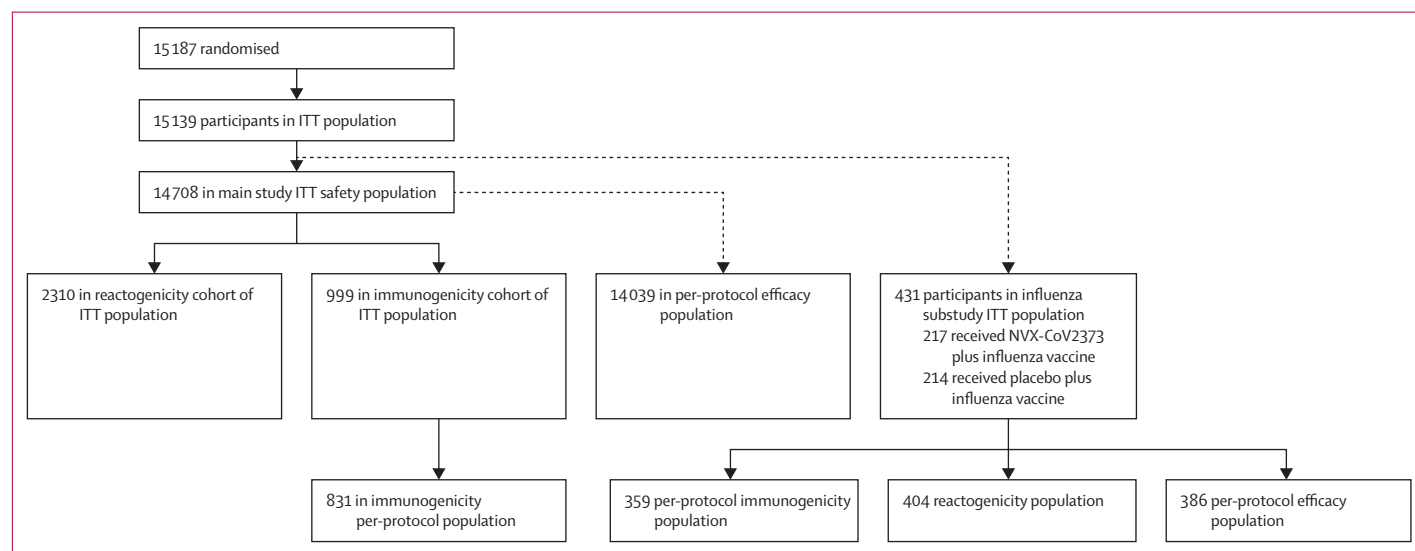 15187 randomised
15139 participants in ITT population
14708 in main study ITT safety population
2310 in reactogenicity cohort of
ITT population
999 in immunogenicity cohort of
ITT population
14039 in per-protocol efficacy
population
431 participants in influenza
substudy ITT population
217 received NVX-CoV2373
plus influenza vaccine
214 received placebo plus
influenza vaccine
831 in immunogenicity
per-protocol population
359 per-protocol immunogenicity
population
404 reactogenicity population
386 per-protocol efficacy
population